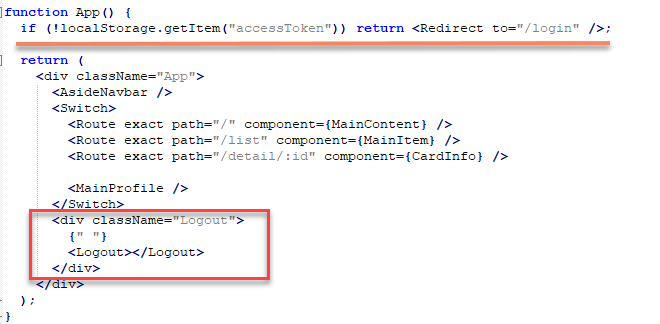 function App() {
  if (!localStorage.getItem("accessToken")) return <Redirect to="/login" />;
  return (
    <div className="App">
      <AsideNavbar />
      <Switch>
        <Route exact path="/" component={MainContent} />
        <Route exact path="/list" component={MainItem} />
        <Route exact path="/detail/:id" component={CardInfo} />
        <MainProfile />
      </Switch>
      <div className="Logout">
        {" "}
        <Logout></Logout>
      </div>
    </div>
  );
}